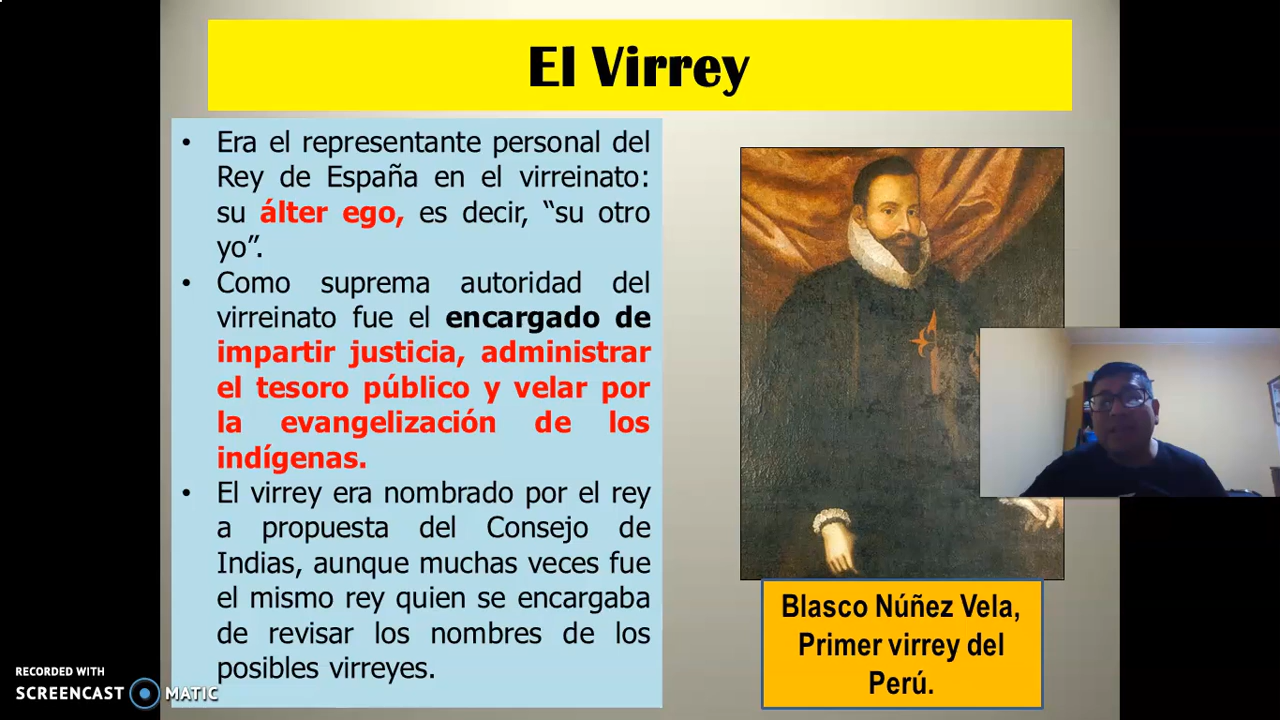 El Virrey
• Era el representante personal del
Rey de España en el virreinato:
su álter ego, es decir, “su otro
yo”.
• Como suprema autoridad del
virreinato fue el encargado de
impartir justicia, administrar
el tesoro público y velar por
la evangelización de los
indígenas.
• El virrey era nombrado por el rey
a propuesta del Consejo de
Indias, aunque muchas veces fue
el mismo rey quien se encargaba
de revisar los nombres de los
posibles virreyes.
Blasco Núñez Vela,
Primer virrey del
Perú.
RECORDED WITH
SCREENCAST MATIC